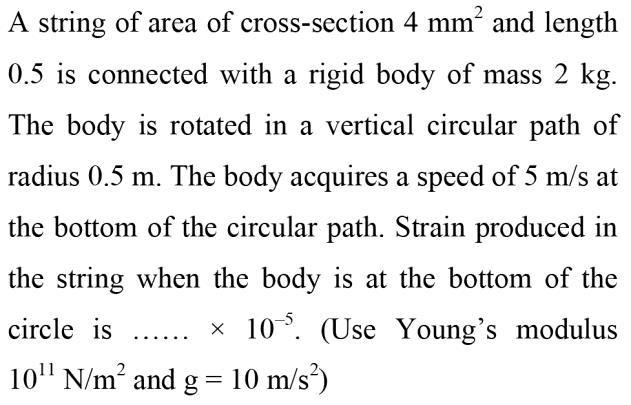 A string of area of cross-section 4 mm² and length
0.5 is connected with a rigid body of mass 2 kg.
The body is rotated in a vertical circular path of
radius 0.5 m. The body acquires a speed of 5 m/s at
the bottom of the circular path. Strain produced in
the string when the body is at the bottom of the
circle is ...... × 10⁻⁵. (Use Young’s modulus
10¹¹ N/m² and g = 10 m/s²)